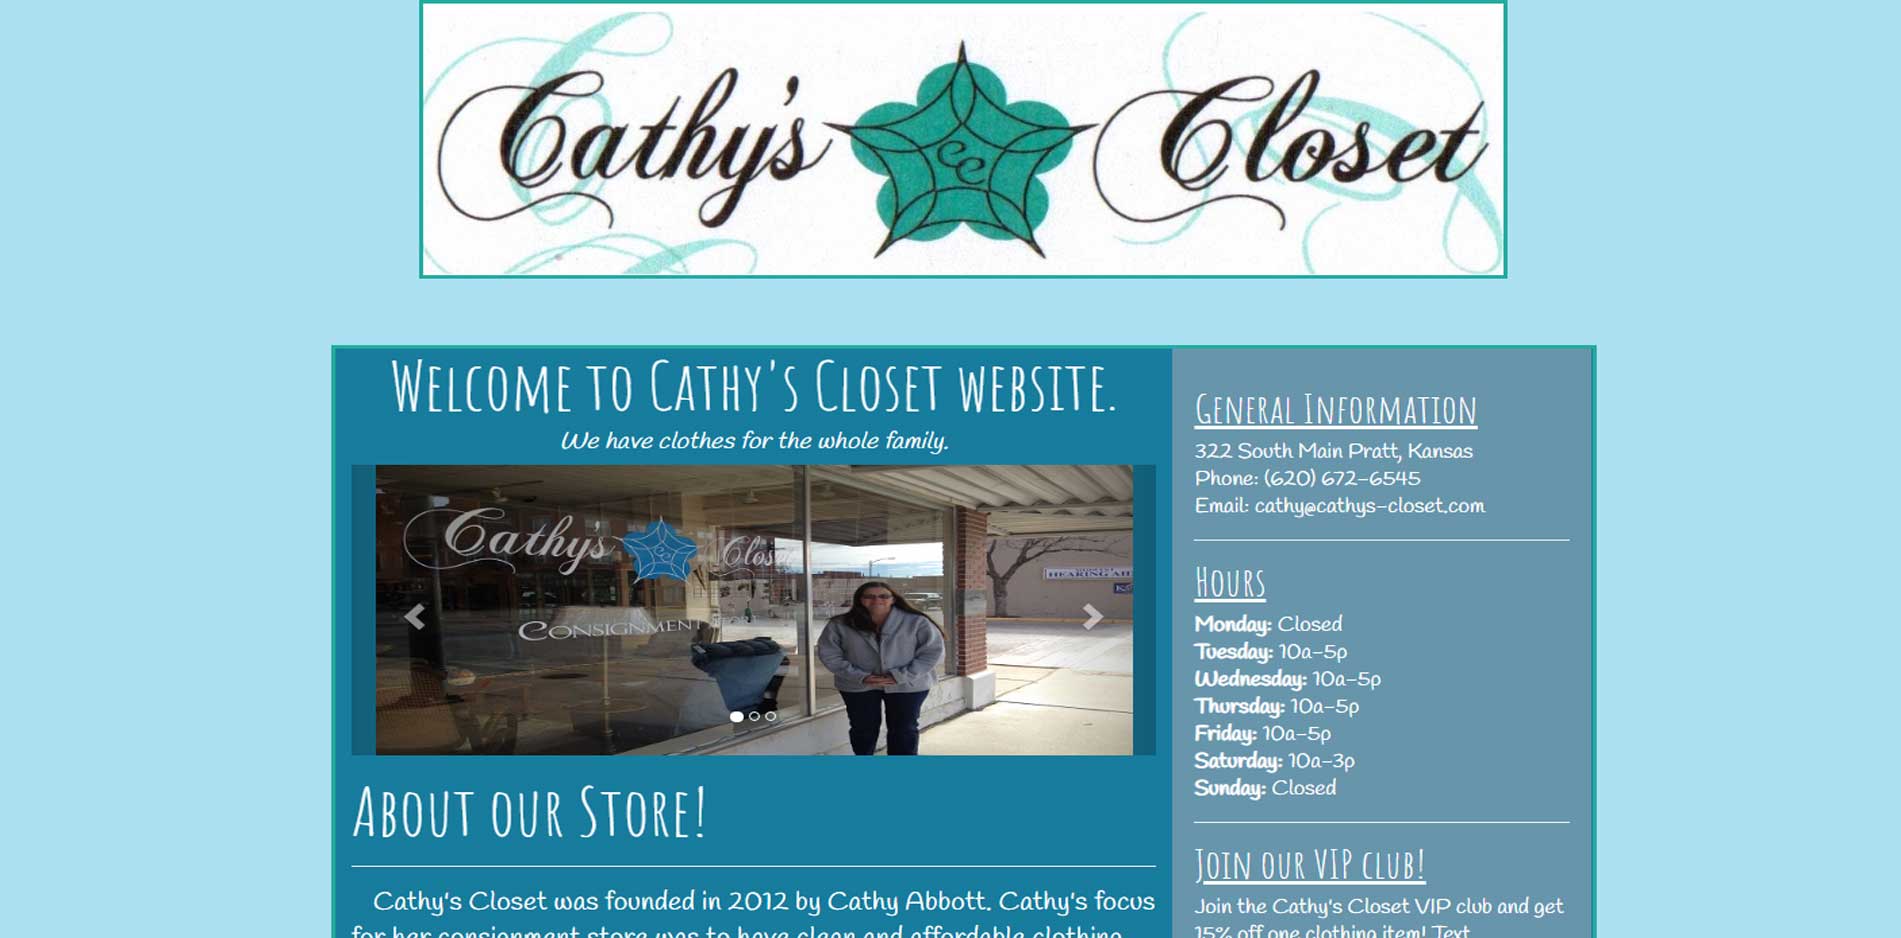 Cathy's CC Closet
Welcome to Cathy's Closet website.
We have clothes for the whole family.
Cathy's CC Closet
Consignment Store
HEARING AID
About our Store!
Cathy's Closet was founded in 2012 by Cathy Abbott. Cathy's focus
for her consignment store was to have clean and affordable clothing
General Information
322 South Main Pratt, Kansas
Phone: (620) 672-6545
Email: cathy@cathys-closet.com
Hours
Monday: Closed
Tuesday: 10a-5p
Wednesday: 10a-5p
Thursday: 10a-5p
Friday: 10a-5p
Saturday: 10a-3p
Sunday: Closed
Join our VIP club!
Join the Cathy's Closet VIP club and get
15% off one clothing item! Text